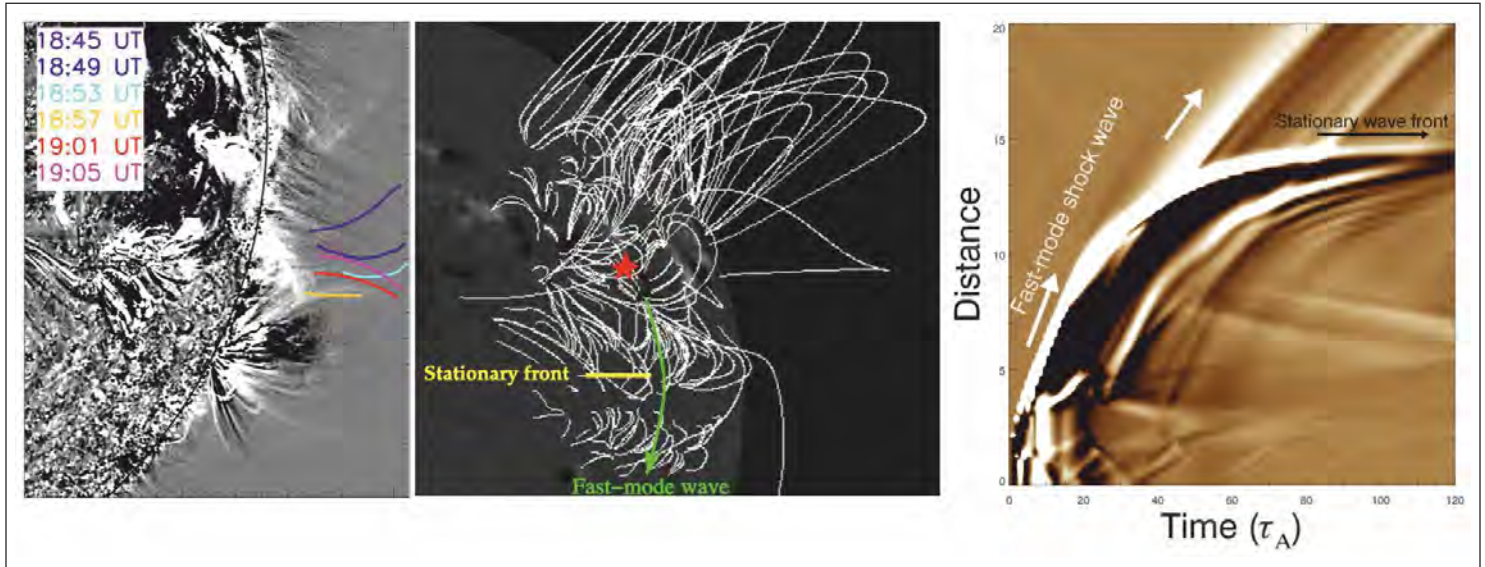 18:45 UT
18:49 UT
18:53 UT
18:57 UT
19:01 UT
19:05 UT
Stationary front
Fast-mode wave
Distance
20
15
10
5
0
Fast-mode shock wave
Stationary wave front
0 20 40 60 80 100 120
Time (τ_A)